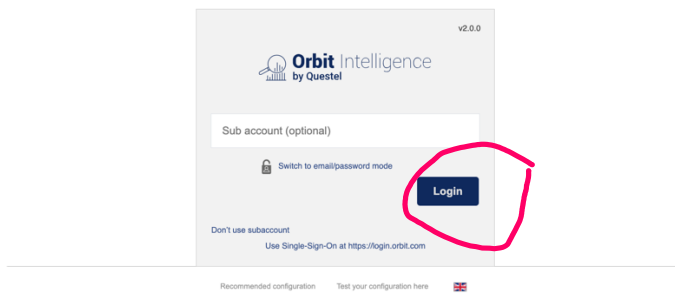 v2.0.0
Orbit Intelligence
by Questel
Sub account (optional)
Switch to email/password mode
Login
Don't use subaccount
Use Single-Sign-On at https://login.orbit.com
Recommended configuration Test your configuration here